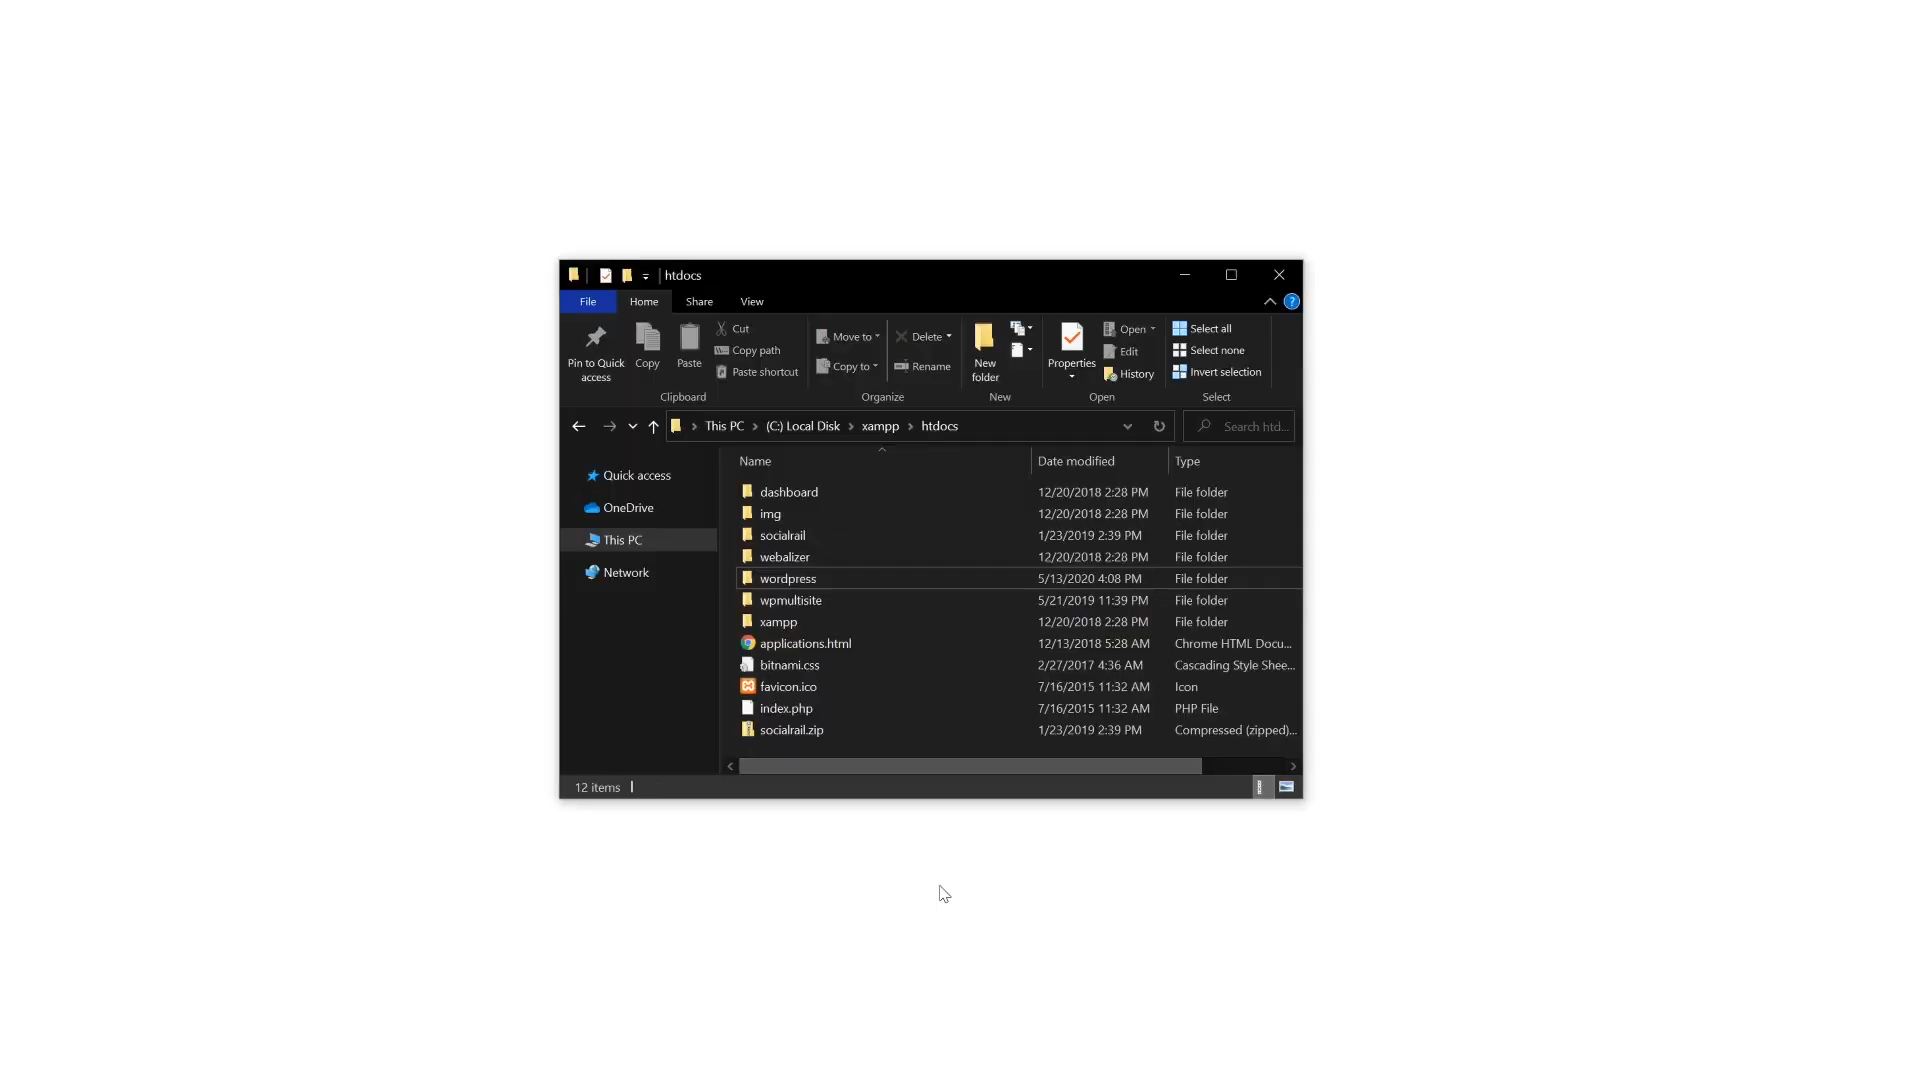 htdocs
File Home Share View
Pin to Quick access
Copy
Paste
Cut
Copy path
Paste shortcut
Clipboard
Move to
Copy to
Delete
Rename
Organize
New folder
New
Properties
Open
Edit
History
Open
Select all
Select none
Invert selection
Select
This PC (C:) Local Disk xampp htdocs
Search htd...
Quick access
OneDrive
This PC
Network
Name Date modified Type
dashboard 12/20/2018 2:28 PM File folder
img 12/20/2018 2:28 PM File folder
socialrail 1/23/2019 2:39 PM File folder
webalizer 12/20/2018 2:28 PM File folder
wordpress 5/13/2020 4:08 PM File folder
wpmultisite 5/21/2019 11:39 PM File folder
xampp 12/20/2018 2:28 PM File folder
applications.html 12/13/2018 5:28 AM Chrome HTML Docu...
bitnami.css 2/27/2017 4:36 AM Cascading Style Shee...
favicon.ico 7/16/2015 11:32 AM Icon
index.php 7/16/2015 11:32 AM PHP File
socialrail.zip 1/23/2019 2:39 PM Compressed (zipped)...
12 items